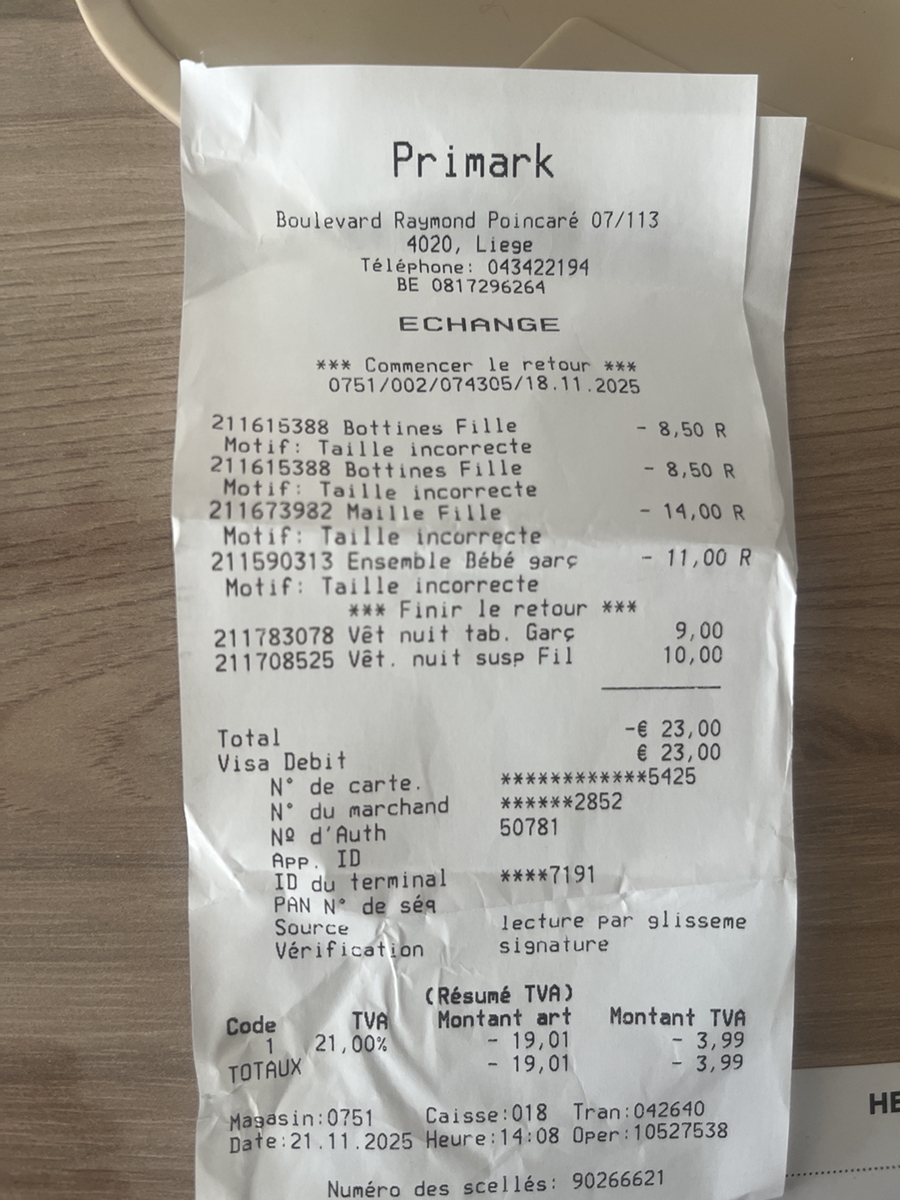 Primark
Boulevard Raymond Poincaré 07/113
4020, Liege
Téléphone: 043422194
BE 0817296264
ECHANGE
*** Commencer le retour ***
0751/002/074305/18.11.2025
211615388 Bottines Fille - 8,50 R
Motif: Taille incorrecte
211615388 Bottines Fille - 8,50 R
Motif: Taille incorrecte
211673982 Maille Fille - 14,00 R
Motif: Taille incorrecte
211590313 Ensemble Bébé garç - 11,00 R
Motif: Taille incorrecte
*** Finir le retour ***
211783078 Vêt nuit tab. Garç 9,00
211708525 Vêt. nuit susp Fil 10,00
Total -€ 23,00
Visa Debit € 23,00
N° de carte. ************5425
N° du marchand ******2852
Nº d'Auth 50781
App. ID
ID du terminal ****7191
PAN N° de séq
Source lecture par glisseme
Vérification signature
(Résumé TVA)
Code TVA Montant art Montant TVA
1 21,00% - 19,01 - 3,99
TOTAUX - 19,01 - 3,99
Magasin:0751 Caisse:018 Tran:042640
Date:21.11.2025 Heure:14:08 Oper:10527538
Numéro des scellés: 90266621
HE